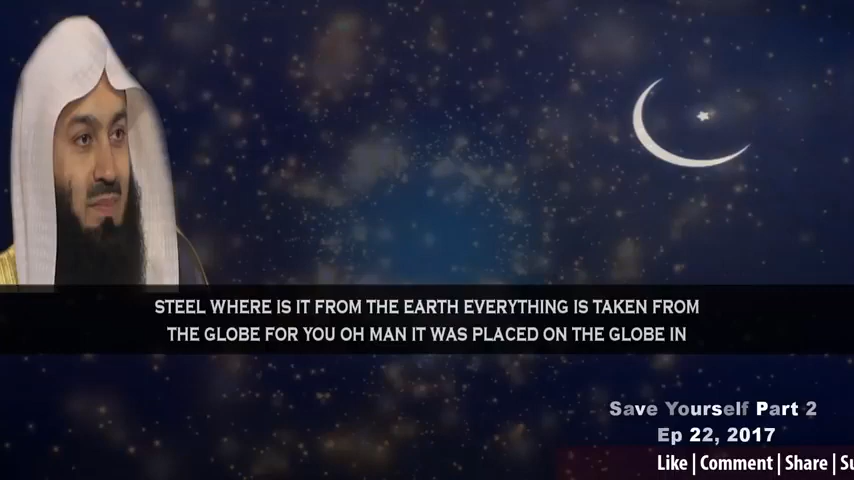 STEEL WHERE IS IT FROM THE EARTH EVERYTHING IS TAKEN FROM
THE GLOBE FOR YOU OH MAN IT WAS PLACED ON THE GLOBE IN
Save Yourself Part 2
Ep 22, 2017
Like | Comment | Share | Su